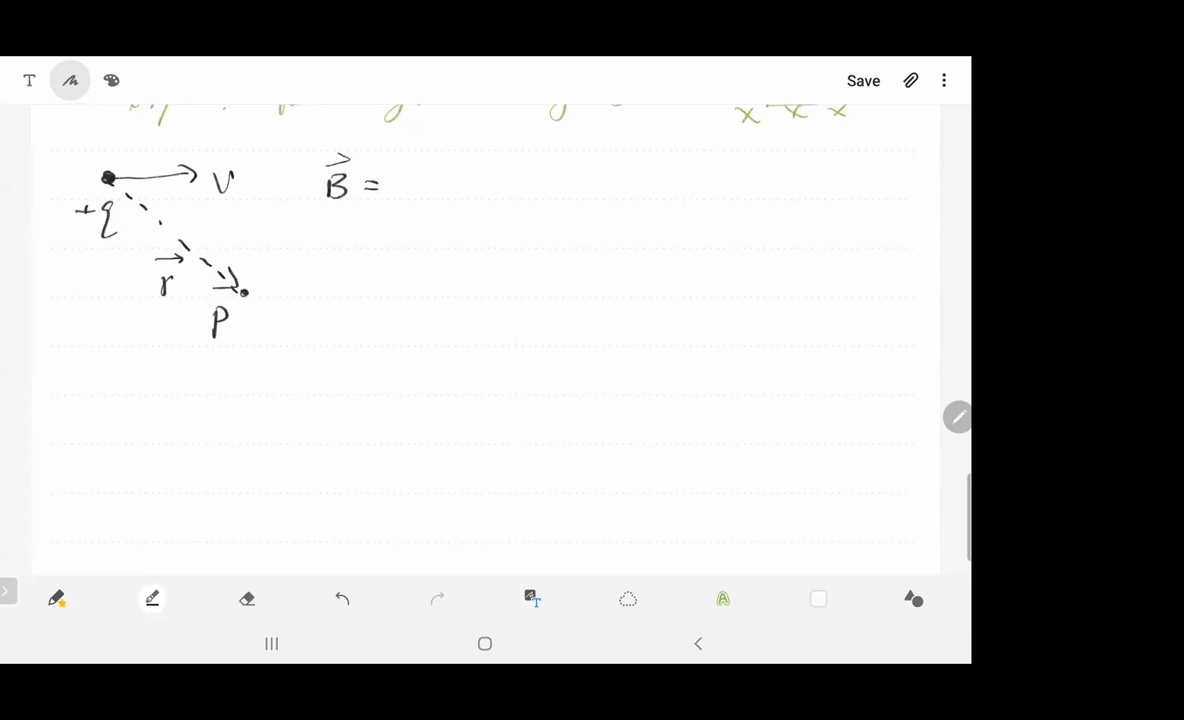 T Save
x x x
V B =
+q
r
P